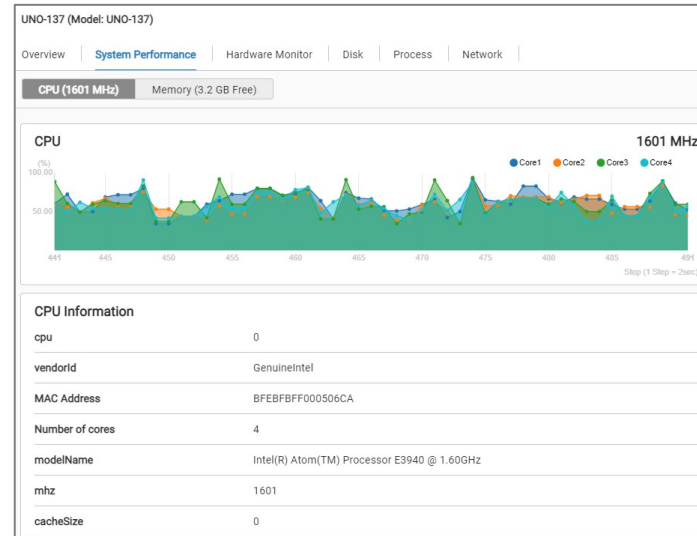 UNO-137 (Model: UNO-137)
Overview System Performance Hardware Monitor Disk Process Network
CPU (1601 MHz) Memory (3.2 GB Free)
CPU 1601 MHz
(%) Core1 Core2 Core3 Core4
100.00
50.00
441 445 450 455 460 465 470 475 480 485 491
Step (1 Step = 2sec)
CPU Information
cpu 0
vendorId GenuineIntel
MAC Address BFEBFBFF000506CA
Number of cores 4
modelName Intel(R) Atom(TM) Processor E3940 @ 1.60GHz
mhz 1601
cacheSize 0